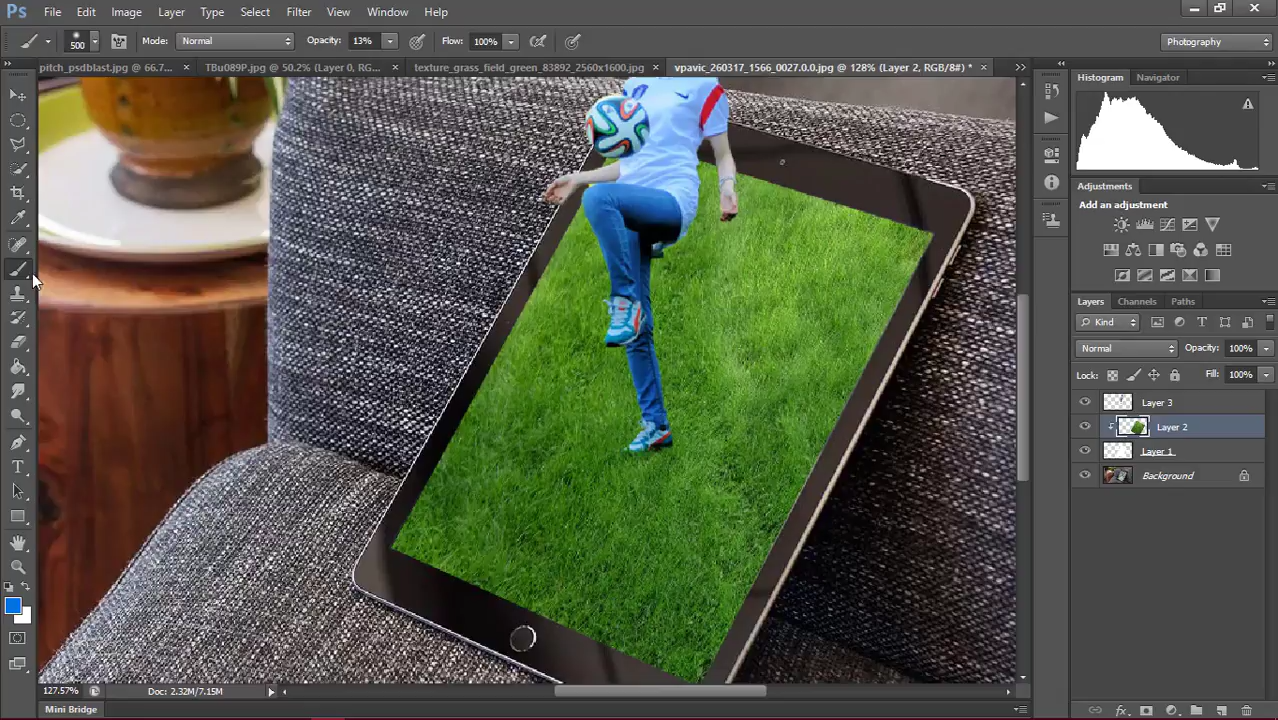 Ps File Edit Image Layer Type Select Filter View Window Help
500 Mode: Normal Opacity: 13% Flow: 100% Photography
pitch_psdblast.jpg @ 66.7... × TBu089P.jpg @ 50.2% (Layer 0, RG... × texture_grass_field_green_83892_2560x1600.jpg × vpavic_260317_1566_0027.0.0.jpg @ 128% (Layer 2, RGB/8#) * ×
Histogram Navigator
Adjustments
Add an adjustment
Layers Channels Paths
Kind
Normal Opacity: 100%
Lock: Fill: 100%
Layer 3
Layer 2
Layer 1
Background
127.57% Doc: 2.32M/7.15M
Mini Bridge